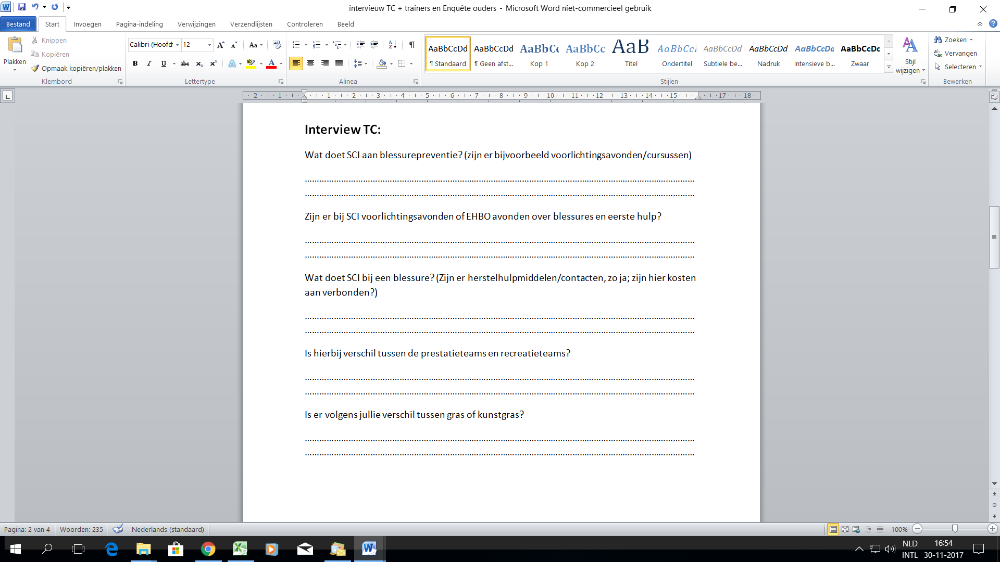 intervieuw TC + trainers en Enquête ouders - Microsoft Word niet-commercieel gebruik
Bestand Start Invoegen Pagina-indeling Verwijzingen Verzendlijsten Controleren Beeld
Plakken
Knippen
Kopiëren
Opmaak kopiëren/plakken
Klembord
Calibri (Hoofd 12
Lettertype
Alinea
AaBbCcDd AaBbCcDd AaBbCc AaBbCc AaB AaBbCcI AaBbCcDd AaBbCcDd AaBbCcDc AaBbCcDc
¶ Standaard ¶ Geen afst... Kop 1 Kop 2 Titel Ondertitel Subtiele be... Nadruk Intensieve b... Zwaar
Stijlen
Stijl
wijzigen
Zoeken
Vervangen
Selecteren
Bewerken
2 1 1 2 3 4 5 6 7 8 9 10 11 12 13 14 15 17 18
Interview TC:
Wat doet SCI aan blessurepreventie? (zijn er bijvoorbeeld voorlichtingsavonden/cursussen)
Zijn er bij SCI voorlichtingsavonden of EHBO avonden over blessures en eerste hulp?
Wat doet SCI bij een blessure? (Zijn er herstelhulpmiddelen/contacten, zo ja; zijn hier kosten
aan verbonden?)
Is hierbij verschil tussen de prestatieteams en recreatieteams?
Is er volgens jullie verschil tussen gras of kunstgras?
Pagina: 2 van 4 Woorden: 235 Nederlands (standaard) 100%
NLD 16:54
INTL 30-11-2017